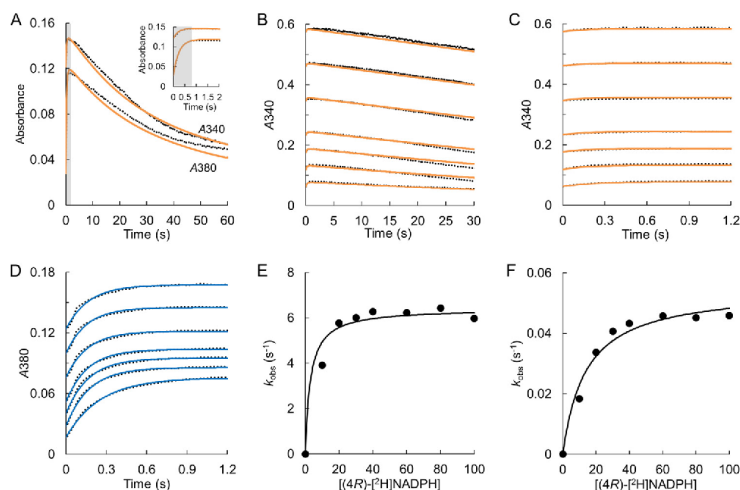 A
0.16
0.12
0.08
0.04
0
Absorbance
0 10 20 30 40 50 60
Time (s)
A340
A380
Absorbance
0.15
0.1
0.05
0
0 0.5 1 1.5 2
Time (s)
B
0.6
0.4
0.2
0
A340
0 5 10 15 20 25 30
Time (s)
C
0.6
0.4
0.2
0
A340
0 0.3 0.6 0.9 1.2
Time (s)
D
0.18
0.12
0.06
0
A380
0 0.3 0.6 0.9 1.2
Time (s)
E
8
6
4
2
0
kobs (s⁻¹)
0 20 40 60 80 100
[(4R)-[²H]NADPH]
F
0.06
0.04
0.02
0
kobs (s⁻¹)
0 20 40 60 80 100
[(4R)-[²H]NADPH]